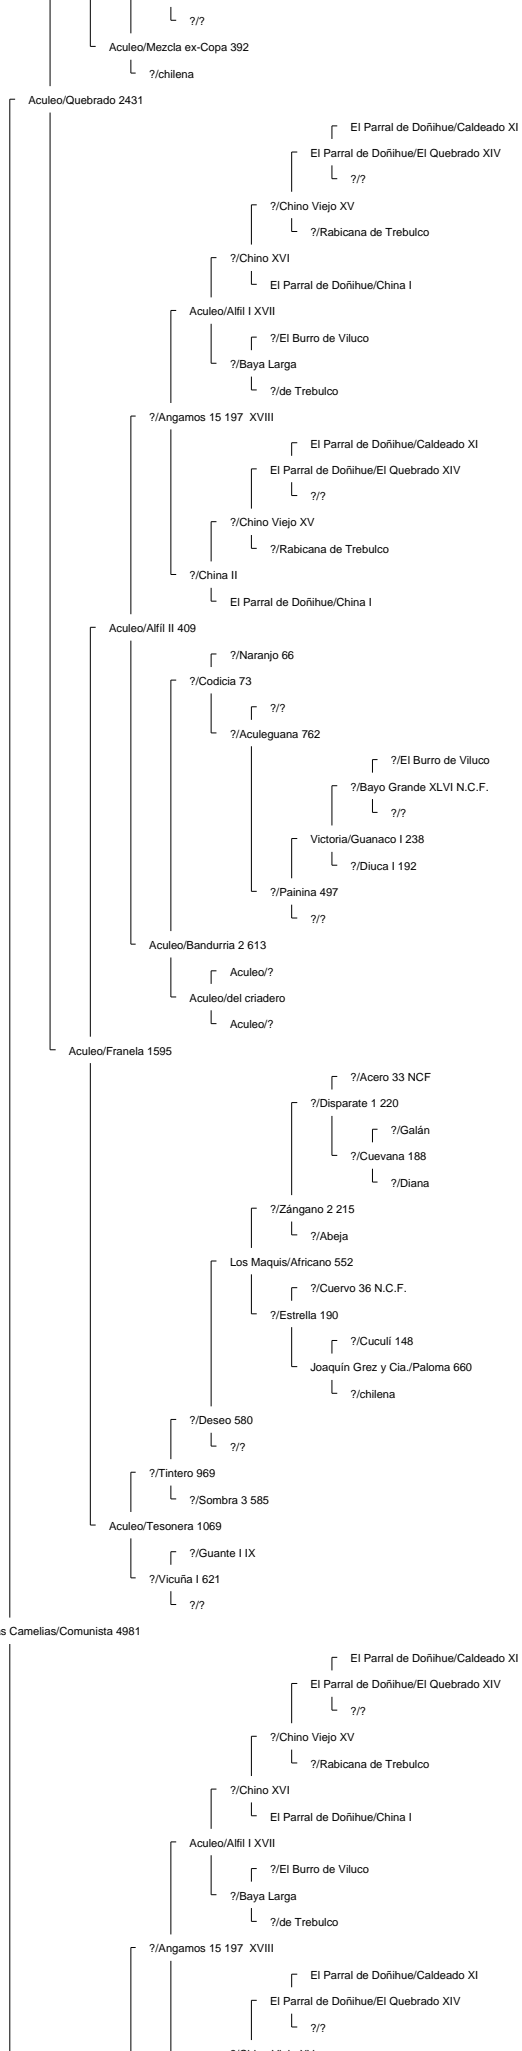 ?/?
Aculeo/Mezcla ex-Copa 392
?/chilena
Aculeo/Quebrado 2431
El Parral de Doñihue/Caldeado XI
El Parral de Doñihue/El Quebrado XIV
?/?
?/Chino Viejo XV
?/Rabicana de Trebulco
?/Chino XVI
El Parral de Doñihue/China I
Aculeo/Alfil I XVII
?/El Burro de Viluco
?/Baya Larga
?/de Trebulco
?/Angamos 15 197  XVIII
El Parral de Doñihue/Caldeado XI
El Parral de Doñihue/El Quebrado XIV
?/?
?/Chino Viejo XV
?/Rabicana de Trebulco
?/China II
El Parral de Doñihue/China I
Aculeo/Alfíl II 409
?/Naranjo 66
?/Codicia 73
?/?
?/Aculeguana 762
?/El Burro de Viluco
?/Bayo Grande XLVI N.C.F.
?/?
Victoria/Guanaco I 238
?/Diuca I 192
?/Painina 497
?/?
Aculeo/Bandurria 2 613
Aculeo/?
Aculeo/del criadero
Aculeo/?
Aculeo/Franela 1595
?/Acero 33 NCF
?/Disparate 1 220
?/Galán
?/Cuevana 188
?/Diana
?/Zángano 2 215
?/Abeja
Los Maquis/Africano 552
?/Cuervo 36 N.C.F.
?/Estrella 190
?/Cuculí 148
Joaquín Grez y Cia./Paloma 660
?/chilena
?/Deseo 580
?/?
?/Tintero 969
?/Sombra 3 585
Aculeo/Tesonera 1069
?/Guante I IX
?/Vicuña I 621
?/?
s Camelias/Comunista 4981
El Parral de Doñihue/Caldeado XI
El Parral de Doñihue/El Quebrado XIV
?/?
?/Chino Viejo XV
?/Rabicana de Trebulco
?/Chino XVI
El Parral de Doñihue/China I
Aculeo/Alfil I XVII
?/El Burro de Viluco
?/Baya Larga
?/de Trebulco
?/Angamos 15 197  XVIII
El Parral de Doñihue/Caldeado XI
El Parral de Doñihue/El Quebrado XIV
?/?